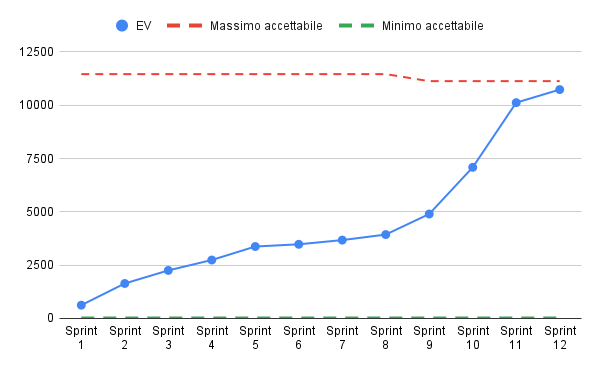 EV Massimo accettabile Minimo accettabile
12500
10000
7500
5000
2500
0
Sprint Sprint Sprint Sprint Sprint Sprint Sprint Sprint Sprint Sprint Sprint Sprint
1 2 3 4 5 6 7 8 9 10 11 12